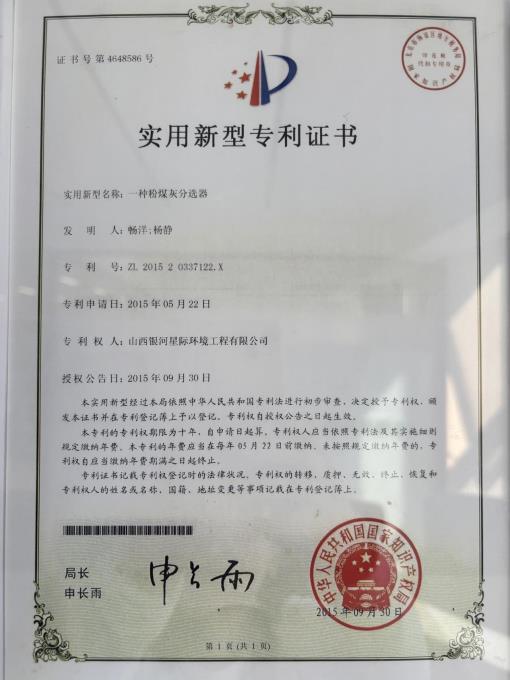 证书号第4648586号
实用新型专利证书
实用新型名称：一种粉煤灰分选器
发明人：畅洋;杨静
专利号：ZL 2015 2 0337122.X
专利申请日：2015年05月22日
专利权人：山西银河星际环境工程有限公司
授权公告日：2015年09月30日
本实用新型经过本局依照中华人民共和国专利法进行初步审查，决定授予专利权，颁
发本证书并在专利登记簿上予以登记。专利权自授权公告之日起生效。
本专利的专利权期限为十年，自申请日起算。专利权人应当依照专利法及其实施细则
规定缴纳年费。本专利的年费应当在每年05月22日前缴纳。未按照规定缴纳年费的，专
利权自应当缴纳年费期满之日起终止。
专利证书记载专利权登记时的法律状况。专利权的转移、质押、无效、终止、恢复和
专利权人的姓名或名称、国籍、地址变更等事项记载在专利登记簿上。
局长
申长雨
申长雨
中华人民共和国国家知识产权局
2015年09月30日
第1页(共1页)